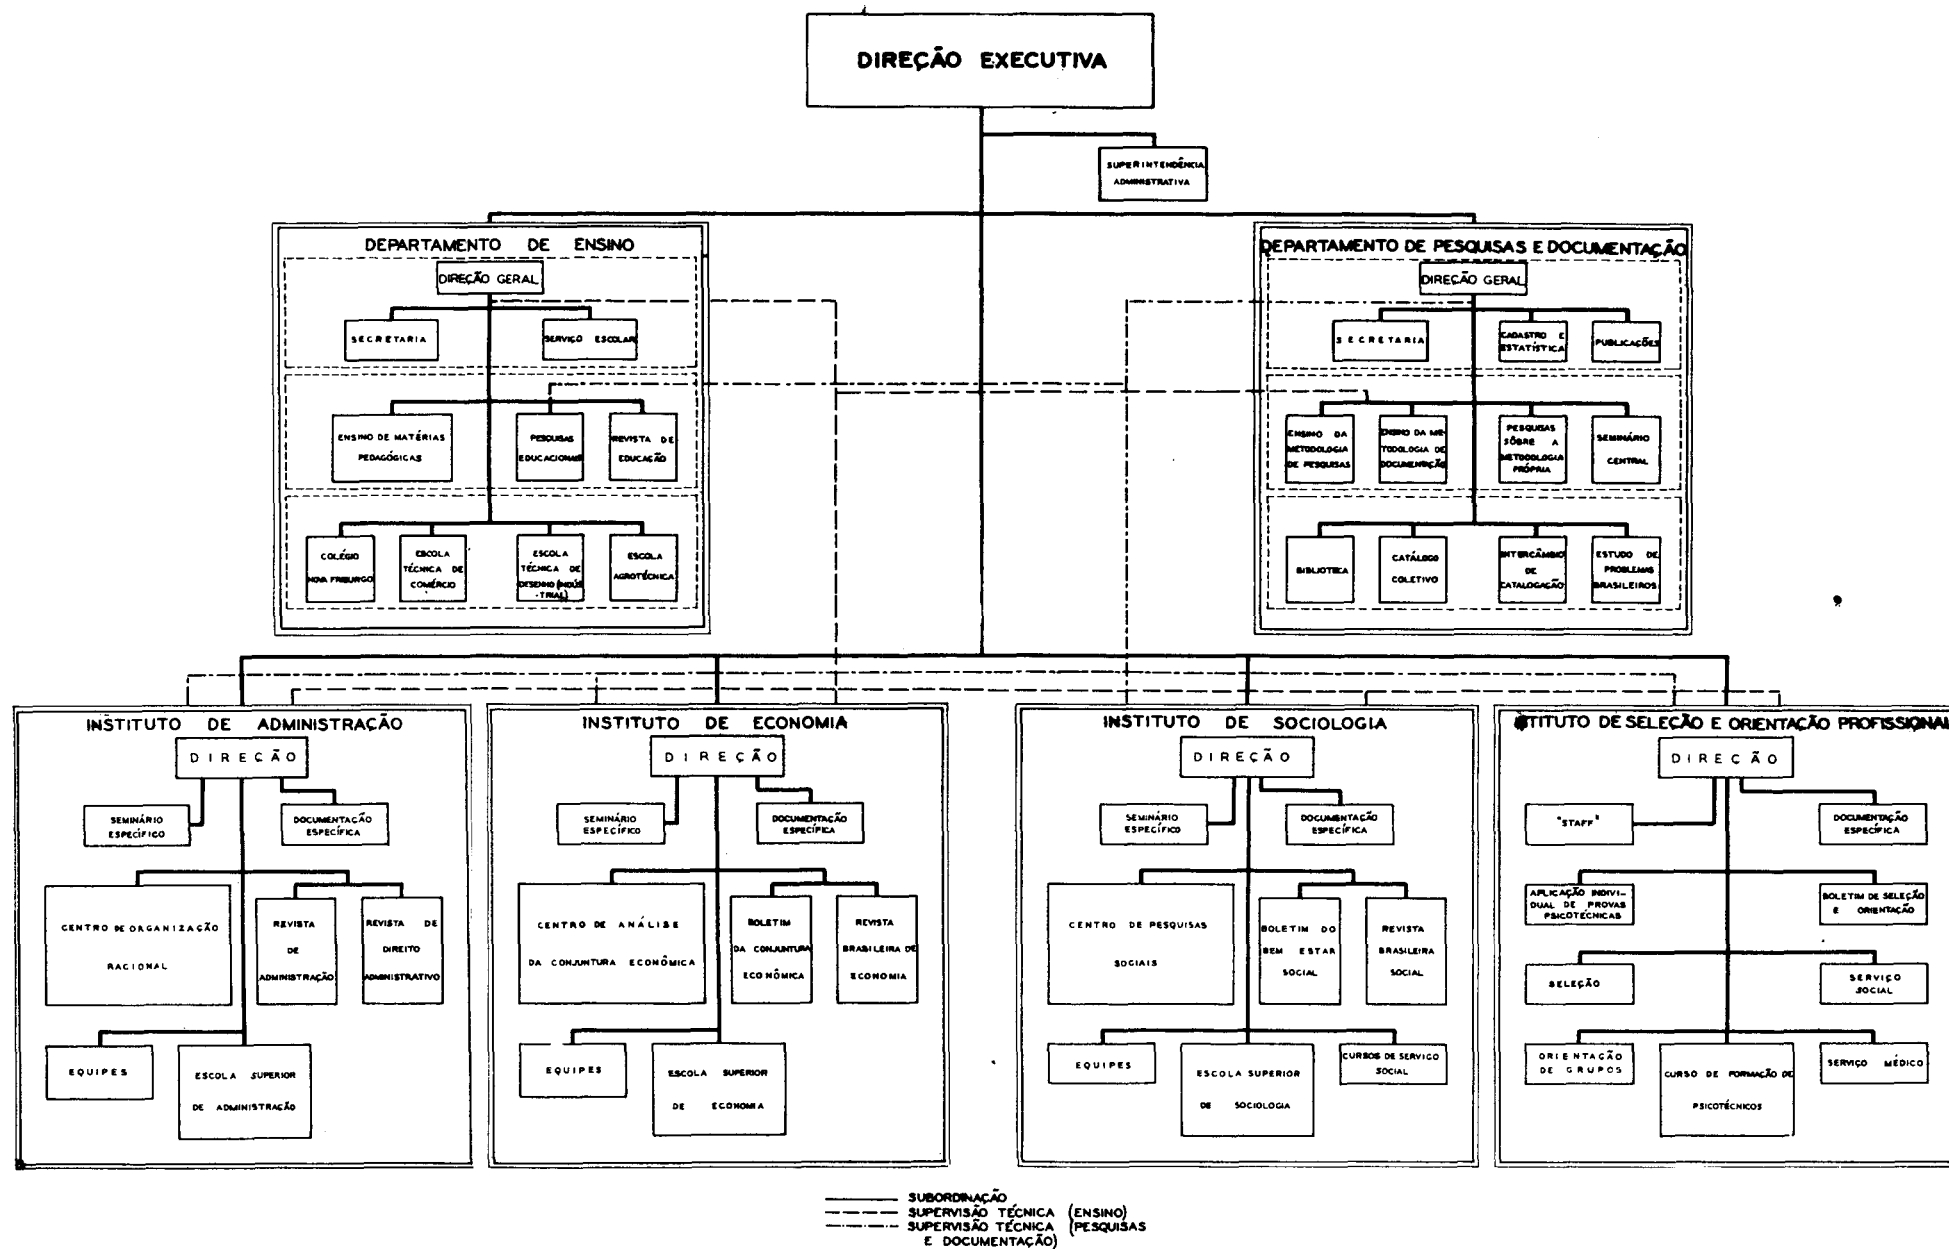 DIREÇÃO EXECUTIVA
SUPERINTENDÊNCIA
ADMINISTRATIVA
DEPARTAMENTO DE ENSINO
DIREÇÃO GERAL
SECRETARIA
SERVIÇO ESCOLAR
ENSINO DE MATÉRIAS
PEDAGÓGICAS
PESQUISAS
EDUCACIONAIS
REVISTA DE
EDUCAÇÃO
COLÉGIO
NOVA FRIBURGO
ESCOLA
TÉCNICA DE
COMÉRCIO
ESCOLA
TÉCNICA DE
DESENHO (INDÚS
-TRIAL)
ESCOLA
AGROTÉCNICA
DEPARTAMENTO DE PESQUISAS E DOCUMENTAÇÃO
DIREÇÃO GERAL
SECRETARIA
CADASTRO E
ESTATÍSTICA
PUBLICAÇÕES
ENSINO DA
METODOLOGIA
DE PESQUISAS
ENSINO DA ME-
TODOLOGIA DE
DOCUMENTAÇÃO
PESQUISAS
SÔBRE A
METODOLOGIA
PRÓPRIA
SEMINÁRIO
CENTRAL
BIBLIOTECA
CATÁLOGO
COLETIVO
INTERCÂMBIO
DE
CATALOGAÇÃO
ESTUDO DE
PROBLEMAS
BRASILEIROS
INSTITUTO DE ADMINISTRAÇÃO
DIREÇÃO
SEMINÁRIO
ESPECÍFICO
DOCUMENTAÇÃO
ESPECÍFICA
CENTRO DE ORGANIZAÇÃO
RACIONAL
REVISTA
DE
ADMINISTRAÇÃO
REVISTA DE
DIREITO
ADMINISTRATIVO
EQUIPES
ESCOLA SUPERIOR
DE ADMINISTRAÇÃO
INSTITUTO DE ECONOMIA
DIREÇÃO
SEMINÁRIO
ESPECÍFICO
DOCUMENTAÇÃO
ESPECÍFICA
CENTRO DE ANÁLISE
DA CONJUNTURA ECONÔMICA
BOLETIM
DA CONJUNTURA
ECONÔMICA
REVISTA
BRASILEIRA DE
ECONOMIA
EQUIPES
ESCOLA SUPERIOR
DE ECONOMIA
INSTITUTO DE SOCIOLOGIA
DIREÇÃO
SEMINÁRIO
ESPECÍFICO
DOCUMENTAÇÃO
ESPECÍFICA
CENTRO DE PESQUISAS
SOCIAIS
BOLETIM DO
BEM ESTAR
SOCIAL
REVISTA
BRASILEIRA
SOCIAL
EQUIPES
ESCOLA SUPERIOR
DE SOCIOLOGIA
CURSOS DE SERVIÇO
SOCIAL
STITUTO DE SELEÇÃO E ORIENTAÇÃO PROFISSIONAL
DIREÇÃO
"STAFF"
DOCUMENTAÇÃO
ESPECÍFICA
APLICAÇÃO INDIVI-
DUAL DE PROVAS
PSICOTÉCNICAS
BOLETIM DE SELEÇÃO
E ORIENTAÇÃO
SELEÇÃO
SERVIÇO
SOCIAL
ORIENTAÇÃO
DE GRUPOS
CURSO DE FORMAÇÃO DE
PSICOTÉCNICOS
SERVIÇO MÉDICO
SUBORDINAÇÃO
SUPERVISÃO TÉCNICA (ENSINO)
SUPERVISÃO TÉCNICA (PESQUISAS
E DOCUMENTAÇÃO)